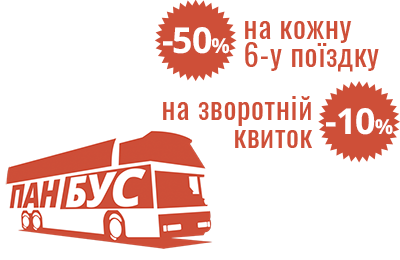 -50%
на кожну
6-у поїздку
на зворотній
квиток
-10%
ПАН БУС